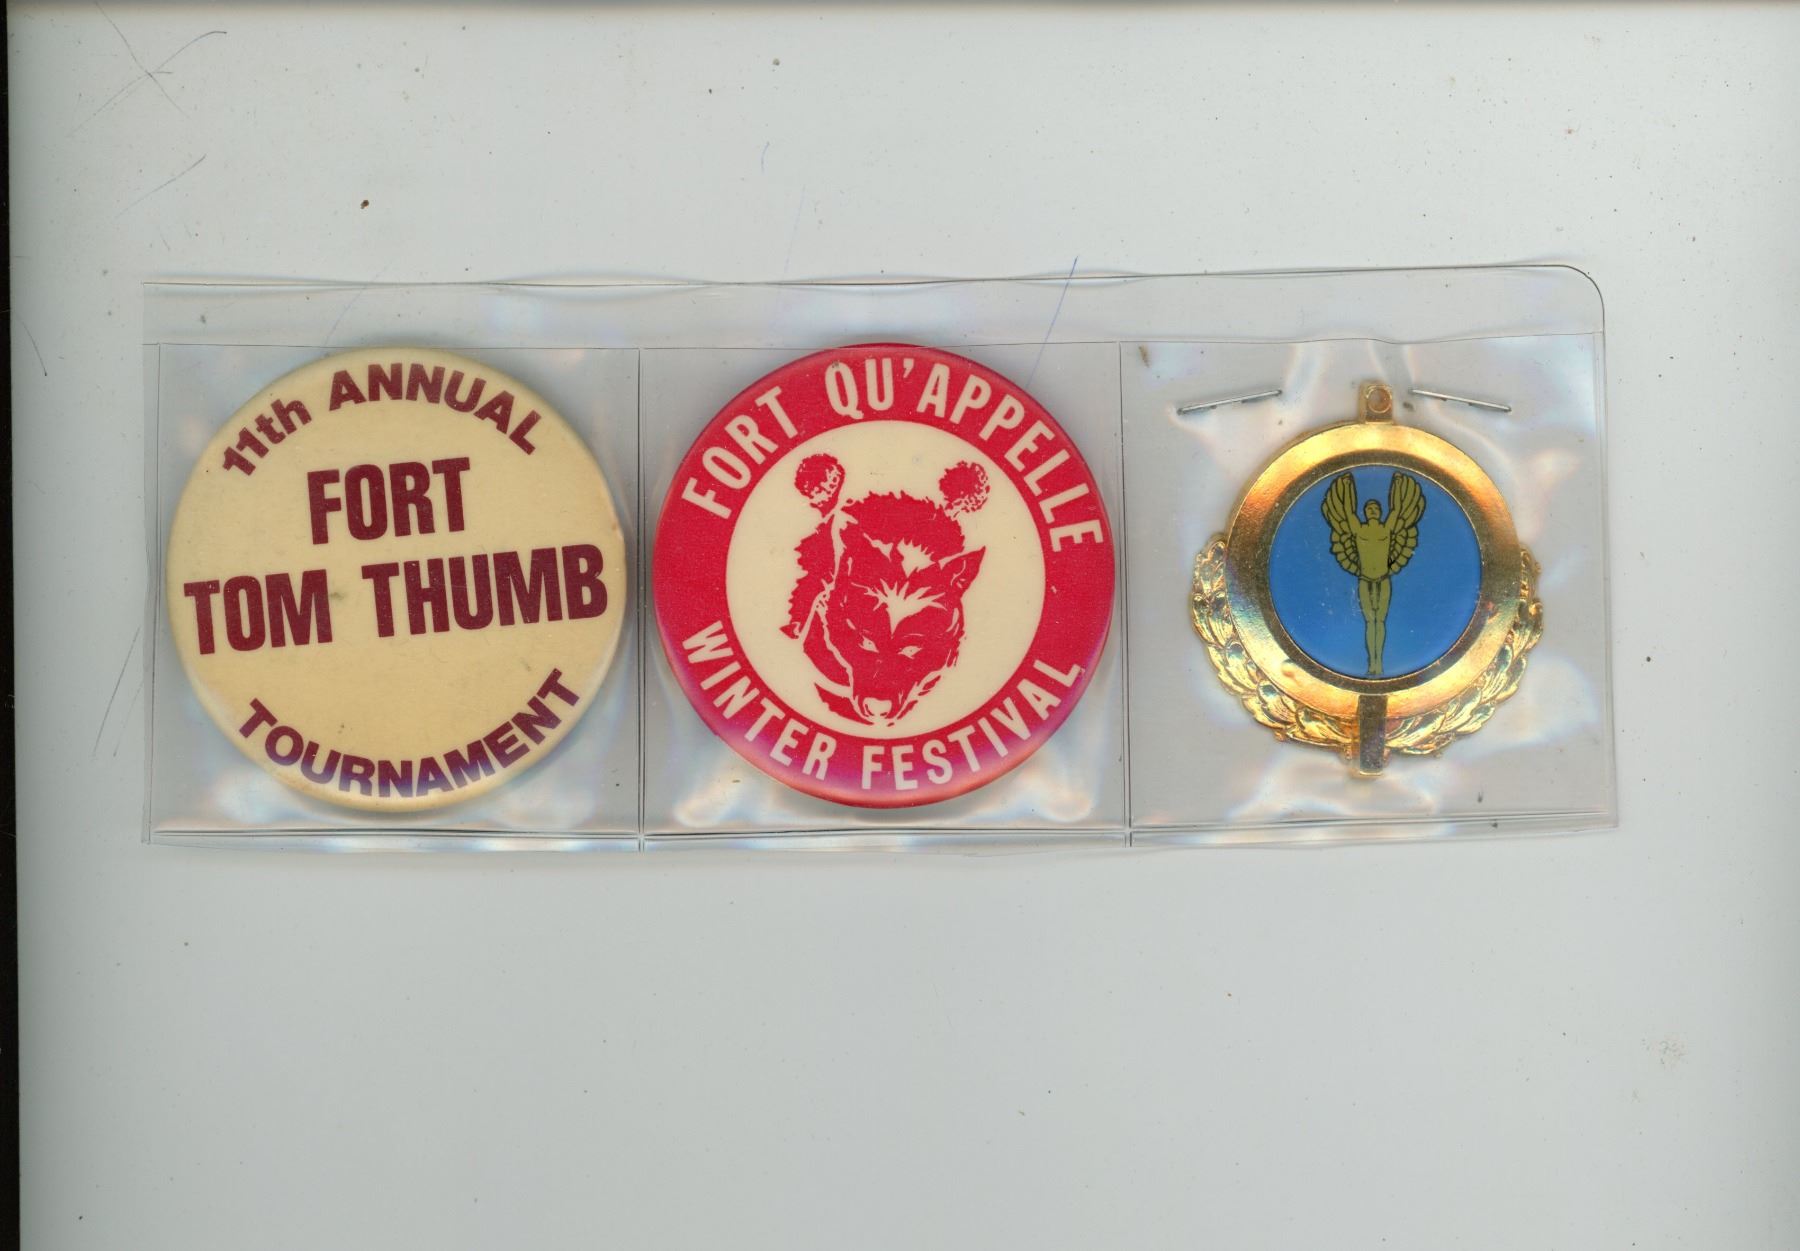 11th ANNUAL
FORT
TOM THUMB
TOURNAMENT
FORT QU'APPELLE
WINTER FESTIVAL